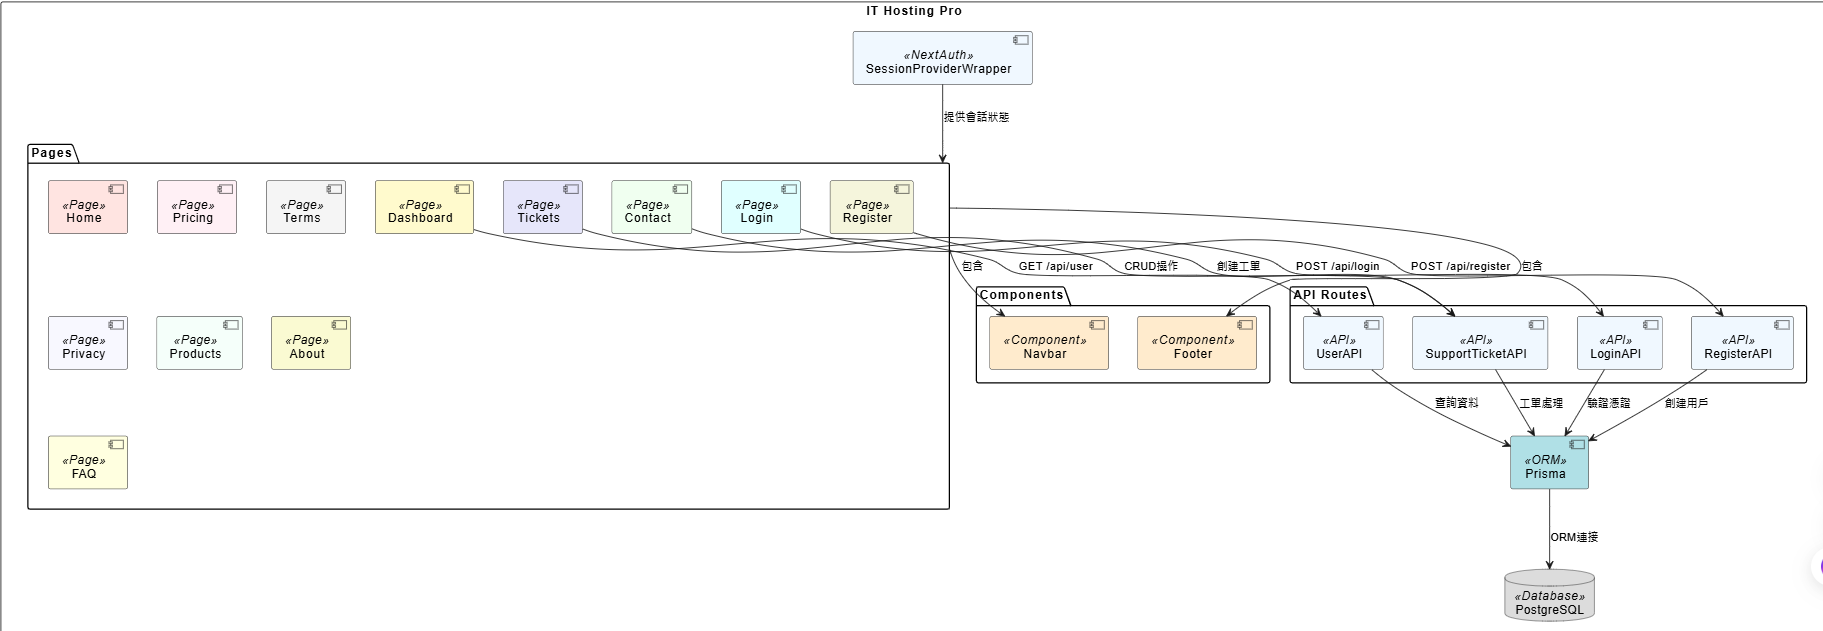 IT Hosting Pro
«NextAuth»
SessionProviderWrapper
提供會話狀態
Pages
«Page»
Home
«Page»
Pricing
«Page»
Terms
«Page»
Dashboard
«Page»
Tickets
«Page»
Contact
«Page»
Login
«Page»
Register
包含
GET /api/user
CRUD操作
創建工單
POST /api/login
POST /api/register
包含
Components
API Routes
«Page»
Privacy
«Page»
Products
«Page»
About
«Component»
Navbar
«Component»
Footer
«API»
UserAPI
«API»
SupportTicketAPI
«API»
LoginAPI
«API»
RegisterAPI
查詢資料
工單處理
驗證憑證
創建用戶
«Page»
FAQ
«ORM»
Prisma
ORM連接
«Database»
PostgreSQL